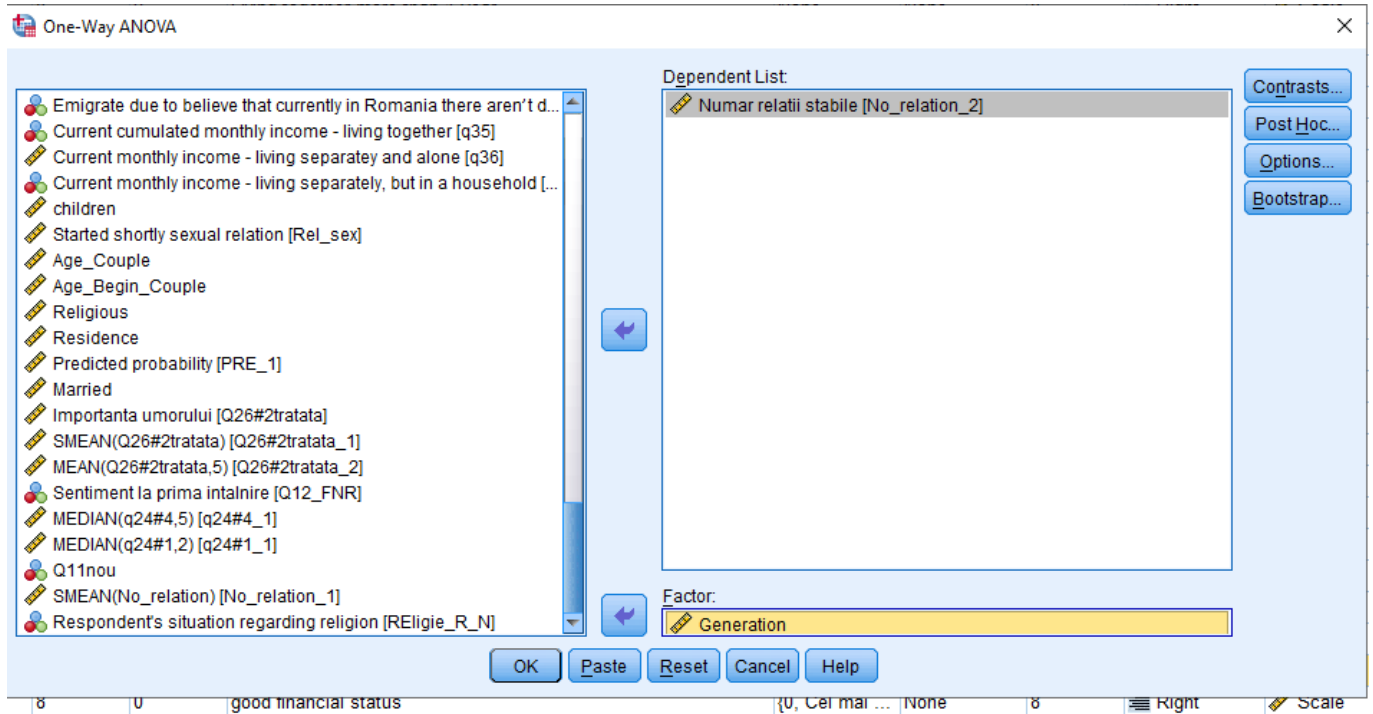 One-Way ANOVA
Emigrate due to believe that currently in Romania there aren't d...
Current cumulated monthly income - living together [q35]
Current monthly income - living separatey and alone [q36]
Current monthly income - living separately, but in a household [...
children
Started shortly sexual relation [Rel_sex]
Age_Couple
Age_Begin_Couple
Religious
Residence
Predicted probability [PRE_1]
Married
Importanta umorului [Q26#2tratata]
SMEAN(Q26#2tratata) [Q26#2tratata_1]
MEAN(Q26#2tratata,5) [Q26#2tratata_2]
Sentiment la prima intalnire [Q12_FNR]
MEDIAN(q24#4,5) [q24#4_1]
MEDIAN(q24#1,2) [q24#1_1]
Q11nou
SMEAN(No_relation) [No_relation_1]
Respondent's situation regarding religion [REligie_R_N]
Dependent List:
Numar relatii stabile [No_relation_2]
Factor:
Generation
Contrasts...
Post Hoc...
Options...
Bootstrap...
OK Paste Reset Cancel Help
8 0 good financial status {0, Cel mai ... None 8 Right Scale